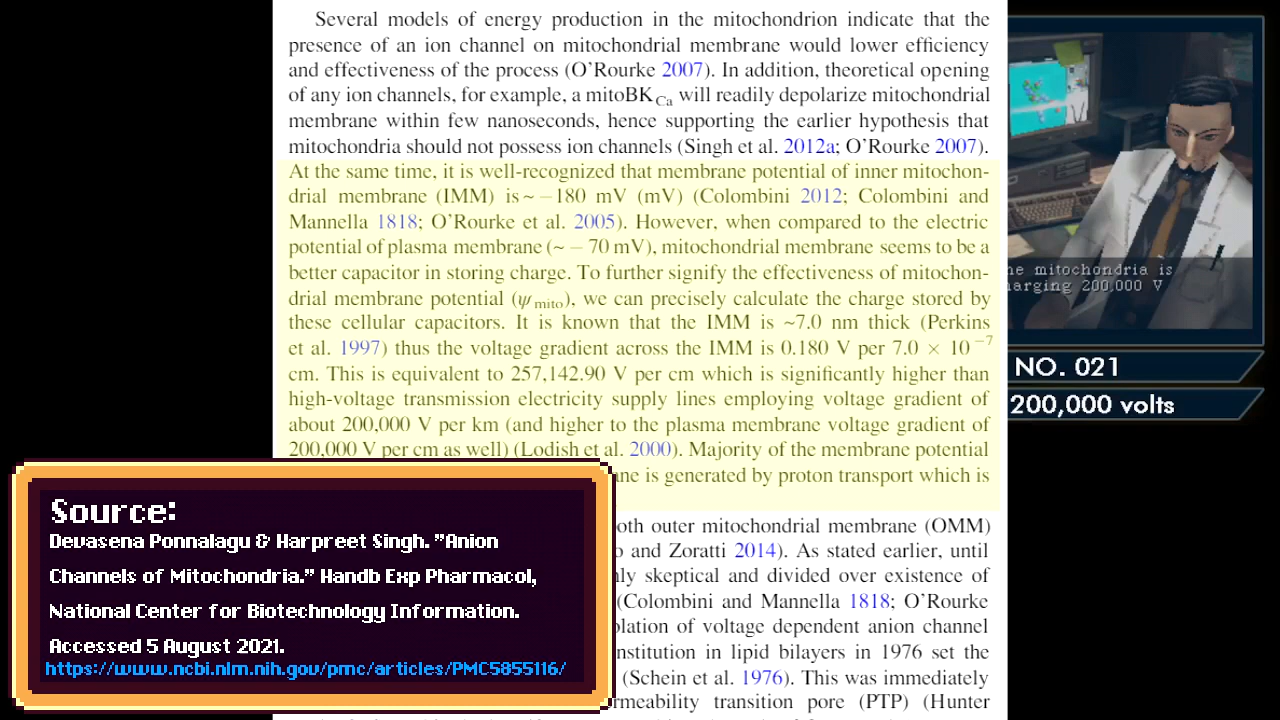 Several models of energy production in the mitochondrion indicate that the
presence of an ion channel on mitochondrial membrane would lower efficiency
and effectiveness of the process (O'Rourke 2007). In addition, theoretical opening
of any ion channels, for example, a mitoBKCa will readily depolarize mitochondrial
membrane within few nanoseconds, hence supporting the earlier hypothesis that
mitochondria should not possess ion channels (Singh et al. 2012a; O'Rourke 2007).
At the same time, it is well-recognized that membrane potential of inner mitochon-
drial membrane (IMM) is ~ −180 mV (mV) (Colombini 2012; Colombini and
Mannella 1818; O'Rourke et al. 2005). However, when compared to the electric
potential of plasma membrane (~ − 70 mV), mitochondrial membrane seems to be a
better capacitor in storing charge. To further signify the effectiveness of mitochon-
drial membrane potential (ψmito), we can precisely calculate the charge stored by
these cellular capacitors. It is known that the IMM is ~7.0 nm thick (Perkins
et al. 1997) thus the voltage gradient across the IMM is 0.180 V per 7.0 × 10−7
cm. This is equivalent to 257,142.90 V per cm which is significantly higher than
high-voltage transmission electricity supply lines employing voltage gradient of
about 200,000 V per km (and higher to the plasma membrane voltage gradient of
200,000 V per cm as well) (Lodish et al. 2000). Majority of the membrane potential
ne is generated by proton transport which is
oth outer mitochondrial membrane (OMM)
o and Zoratti 2014). As stated earlier, until
ly skeptical and divided over existence of
(Colombini and Mannella 1818; O'Rourke
lation of voltage dependent anion channel
nstitution in lipid bilayers in 1976 set the
(Schein et al. 1976). This was immediately
rmeability transition pore (PTP) (Hunter
he mitochondria is
arging 200,000 V
NO. 021
200,000 volts
Source:
Devasena Ponnalagu & Harpreet Singh. "Anion
Channels of Mitochondria." Handb Exp Pharmacol,
National Center for Biotechnology Information.
Accessed 5 August 2021.
https://www.ncbi.nlm.nih.gov/pmc/articles/PMC5855116/